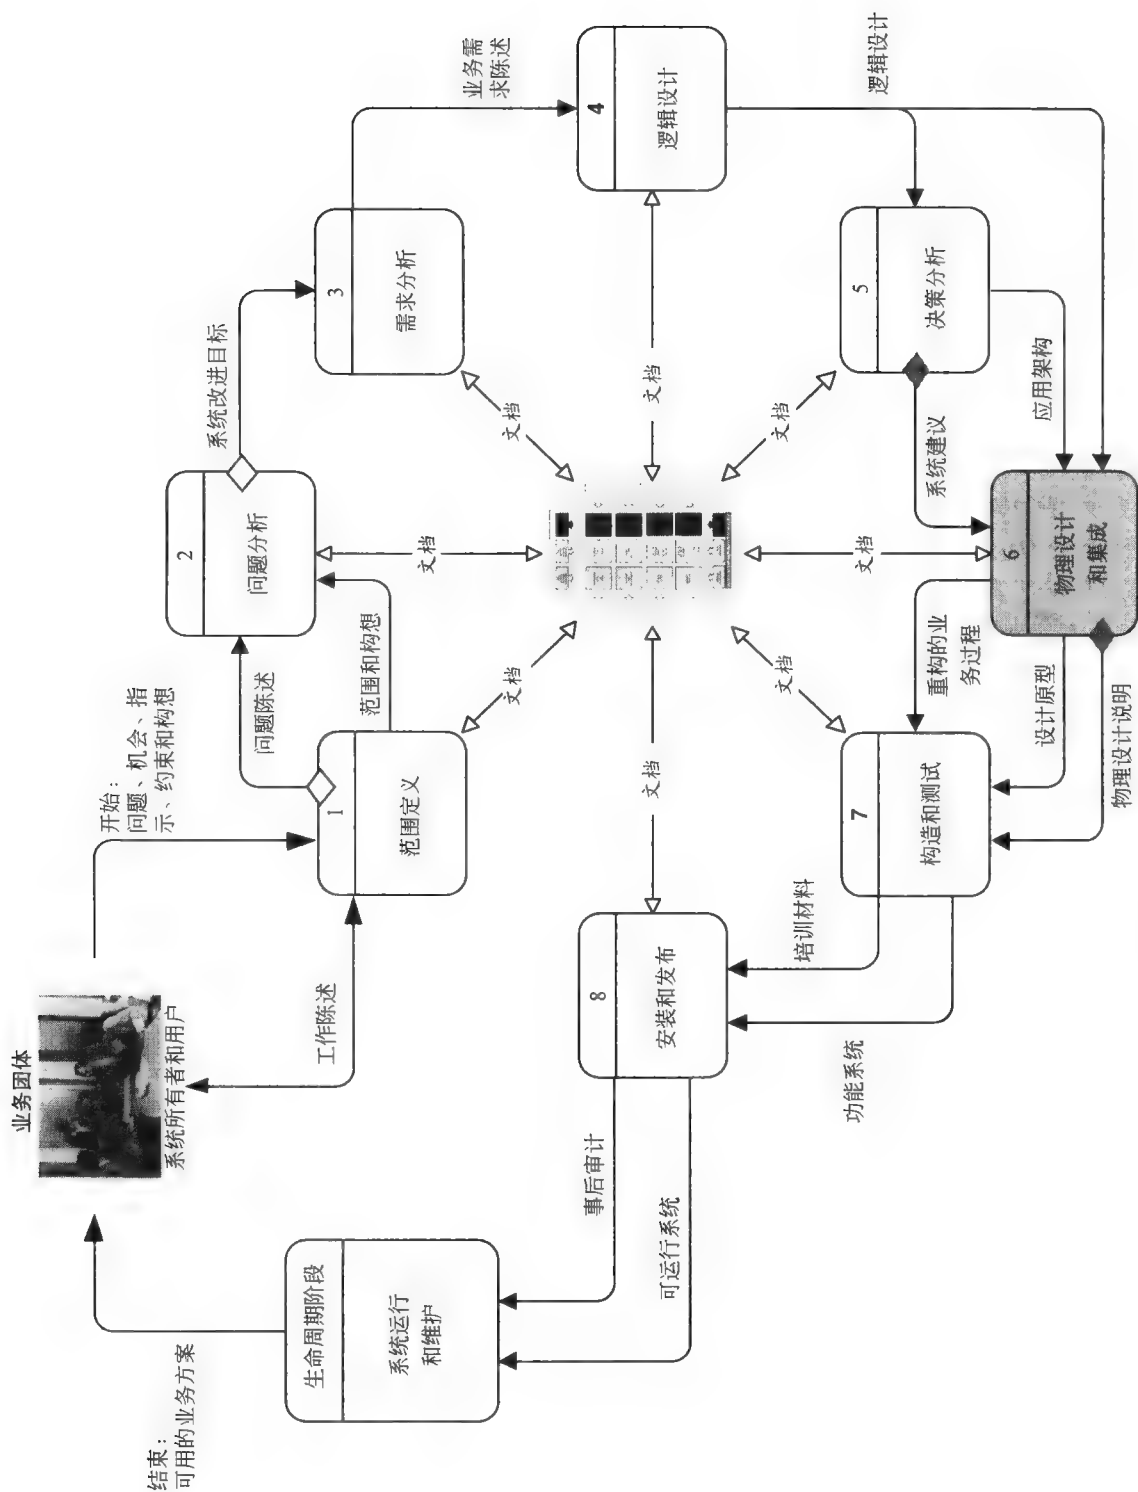 业务团体
系统所有者和用户
开始：
问题、机会、指
示、约束和构想
结束：
可用的业务方案
工作陈述
1
范围定义
问题陈述
范围和构想
2
问题分析
系统改进目标
3
需求分析
业务需
求陈述
4
逻辑设计
逻辑设计
5
决策分析
系统建议
应用架构
6
物理设计
和集成
重构的业
务过程
设计原型
物理设计说明
7
构造和测试
培训材料
功能系统
8
安装和发布
事后审计
可运行系统
生命周期阶段
系统运行
和维护
文档
文档
文档
文档
文档
文档
文档
文档